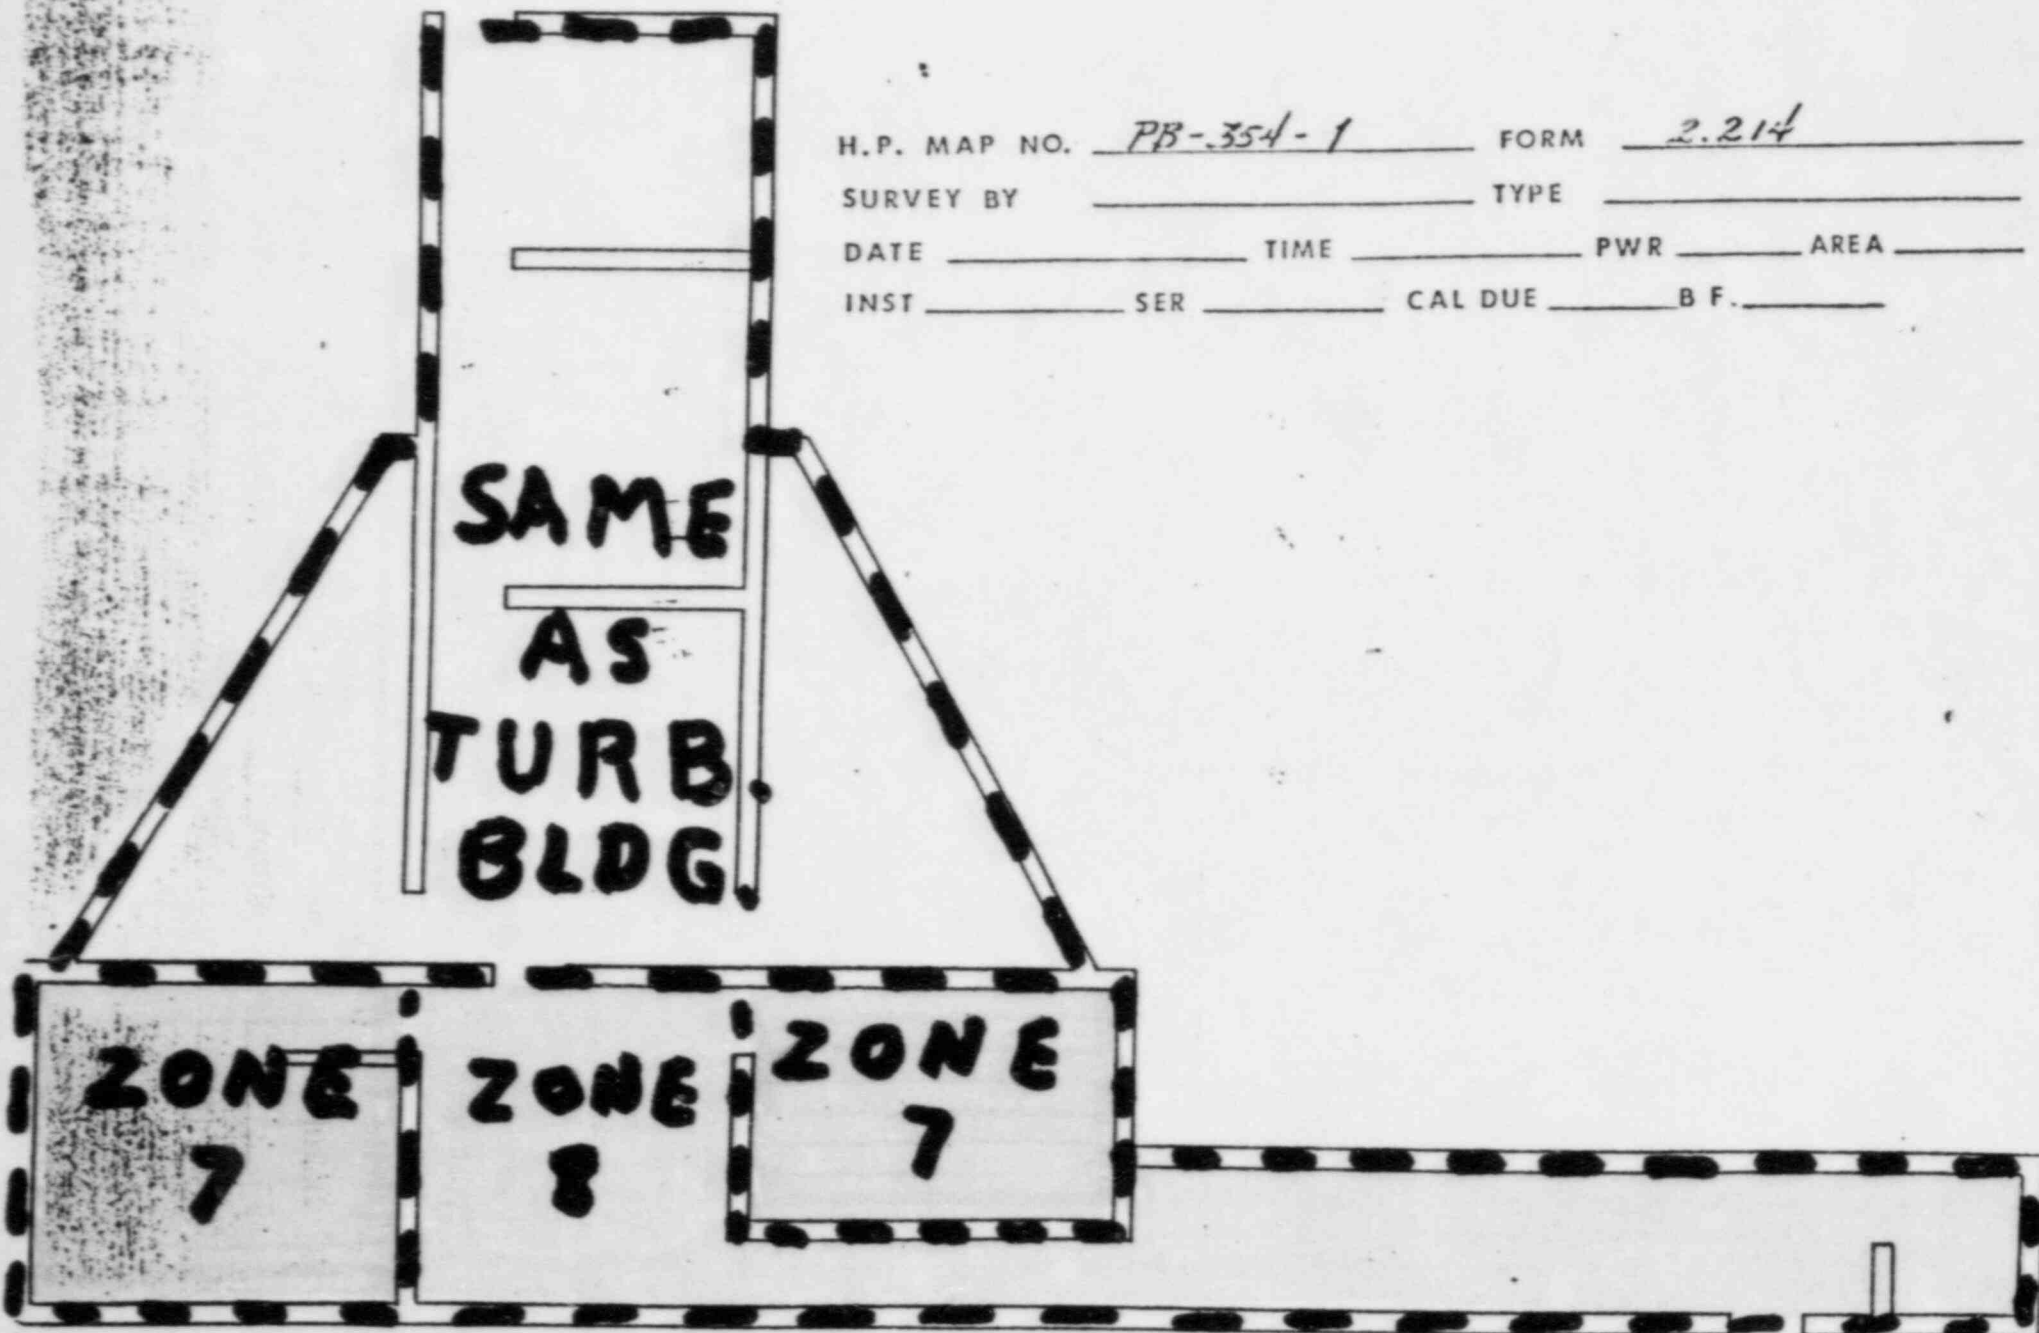 H.P. MAP NO. PB-354-1 FORM 2.214
SURVEY BY TYPE
DATE TIME PWR AREA
INST SER CAL DUE B F.
SAME
AS
TURB.
BLDG
ZONE
7
ZONE
8
ZONE
7